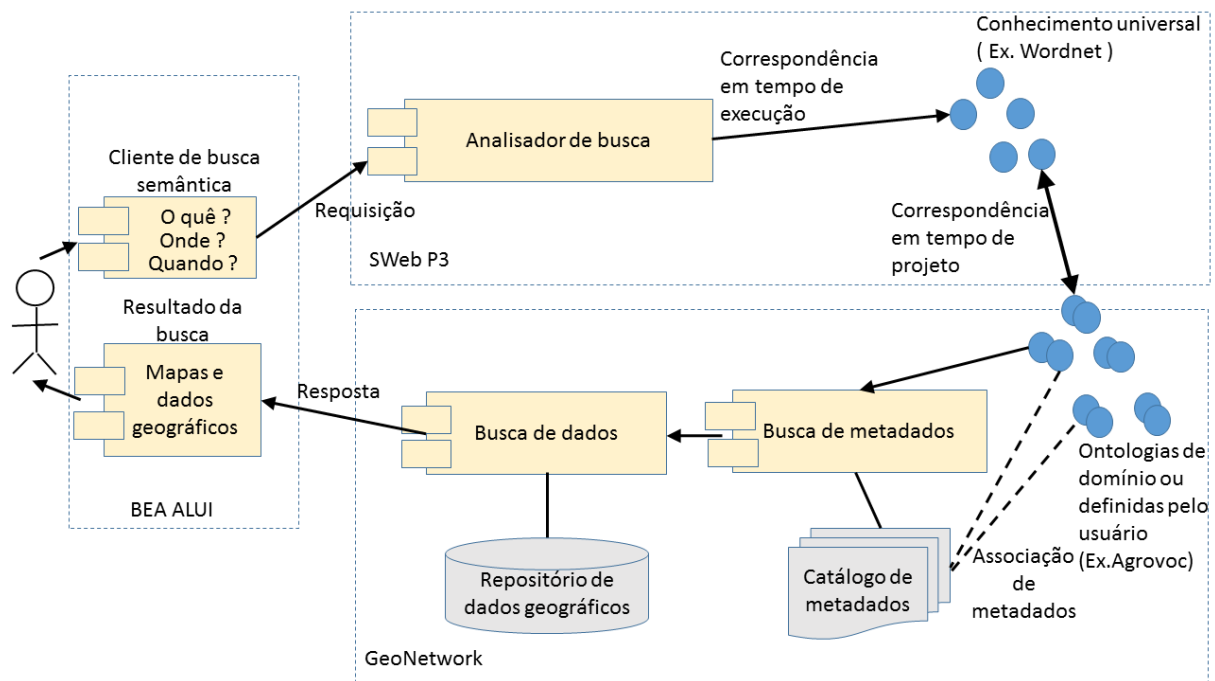 Conhecimento universal
( Ex. Wordnet )
Correspondência
em tempo de
execução
Analisador de busca
Cliente de busca
semântica
O quê ?
Onde ?
Quando ?
Requisição
SWeb P3
Correspondência
em tempo de
projeto
Resultado da
busca
Mapas e
dados
geográficos
BEA ALUI
Resposta
Busca de dados
Busca de metadados
Ontologias de
domínio ou
definidas pelo
usuário
(Ex.Agrovoc)
Repositório de
dados geográficos
Catálogo de
metadados
Associação
de
metadados
GeoNetwork